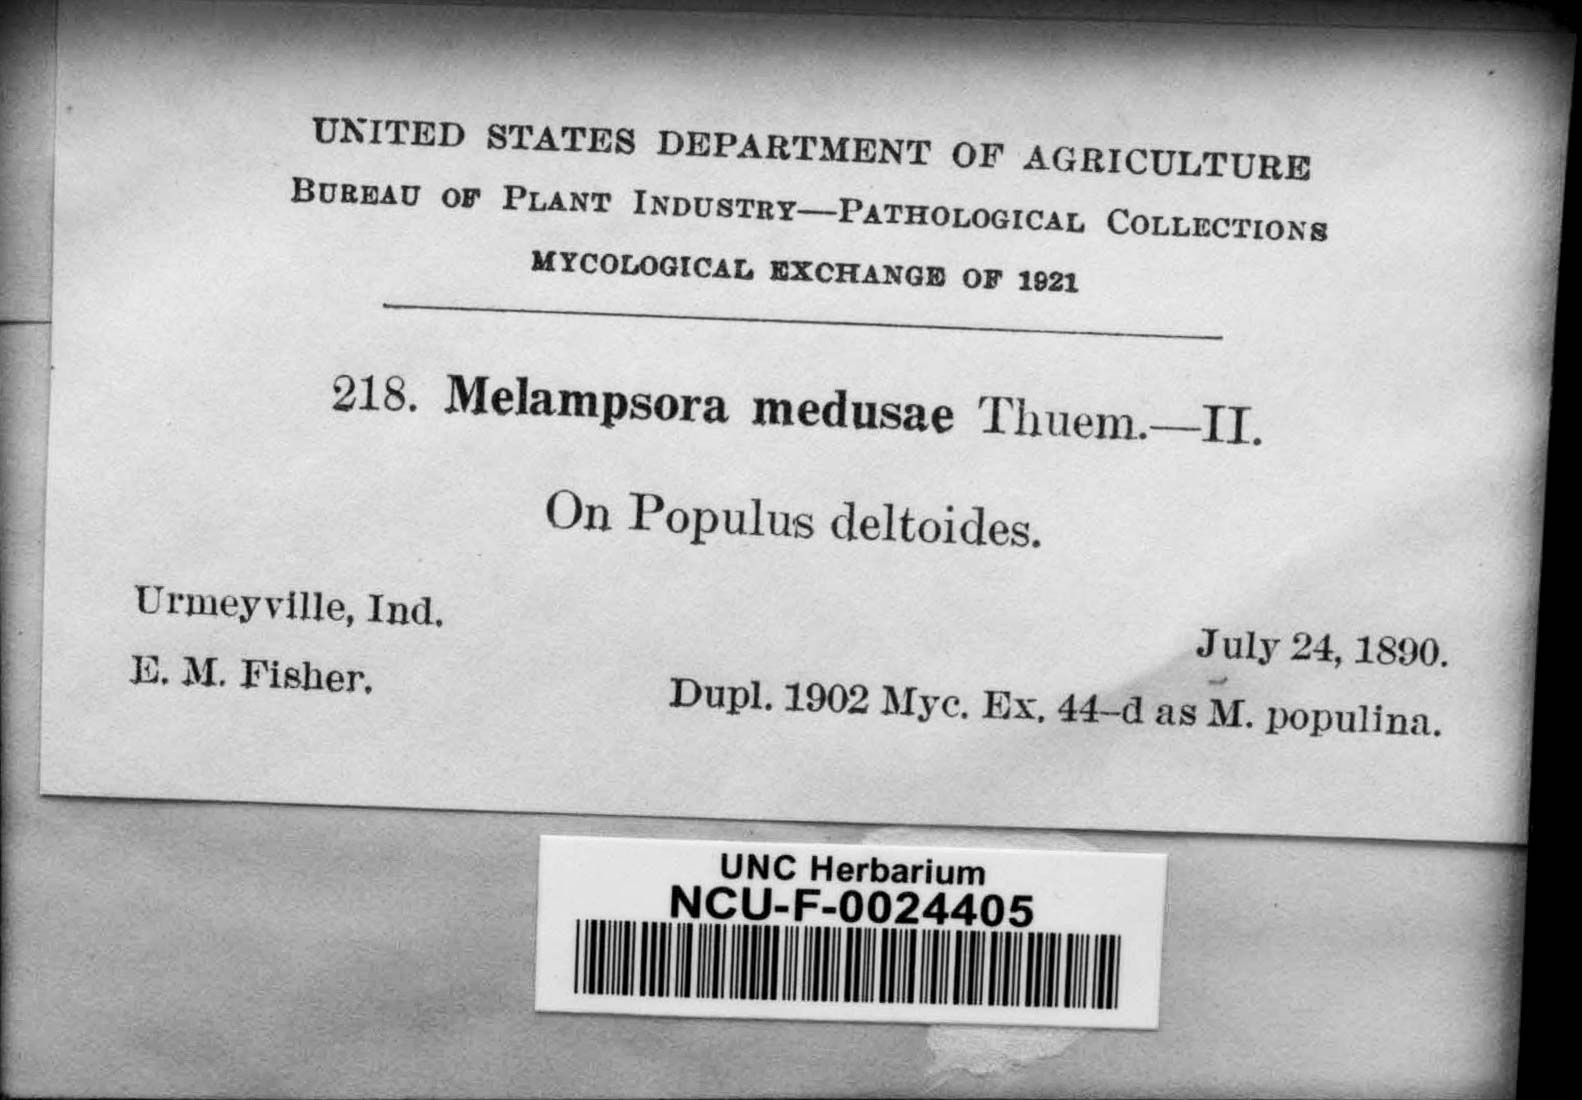 UNITED STATES DEPARTMENT OF AGRICULTURE
BUREAU OF PLANT INDUSTRY—PATHOLOGICAL COLLECTIONS
MYCOLOGICAL EXCHANGE OF 1921
218. Melampsora medusae Thuem.—II.
On Populus deltoides.
Urmeyville, Ind.
July 24, 1890.
E. M. Fisher.
Dupl. 1902 Myc. Ex. 44-d as M. populina.
UNC Herbarium
NCU-F-0024405